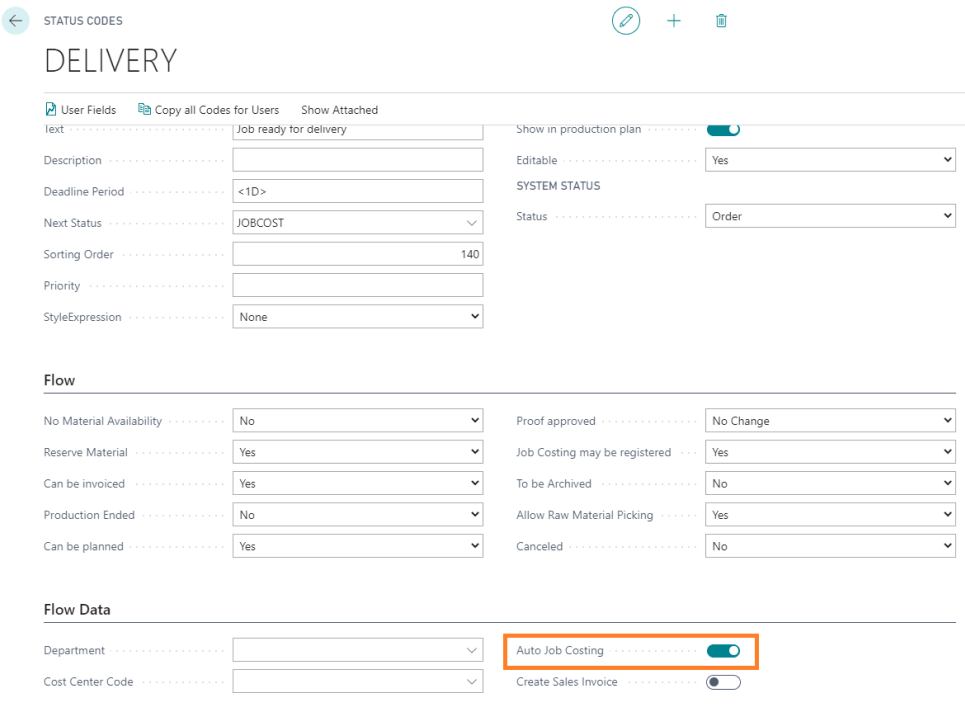 STATUS CODES
DELIVERY
User Fields Copy all Codes for Users Show Attached
Text Job ready for delivery Show in production plan
Description Editable Yes
SYSTEM STATUS
Deadline Period <1D>
Next Status JOBCOST Status Order
Sorting Order 140
Priority
StyleExpression None
Flow
No Material Availability No Proof approved No Change
Reserve Material Yes Job Costing may be registered Yes
Can be invoiced Yes To be Archived No
Production Ended No Allow Raw Material Picking Yes
Can be planned Yes Canceled No
Flow Data
Department Auto Job Costing
Cost Center Code Create Sales Invoice